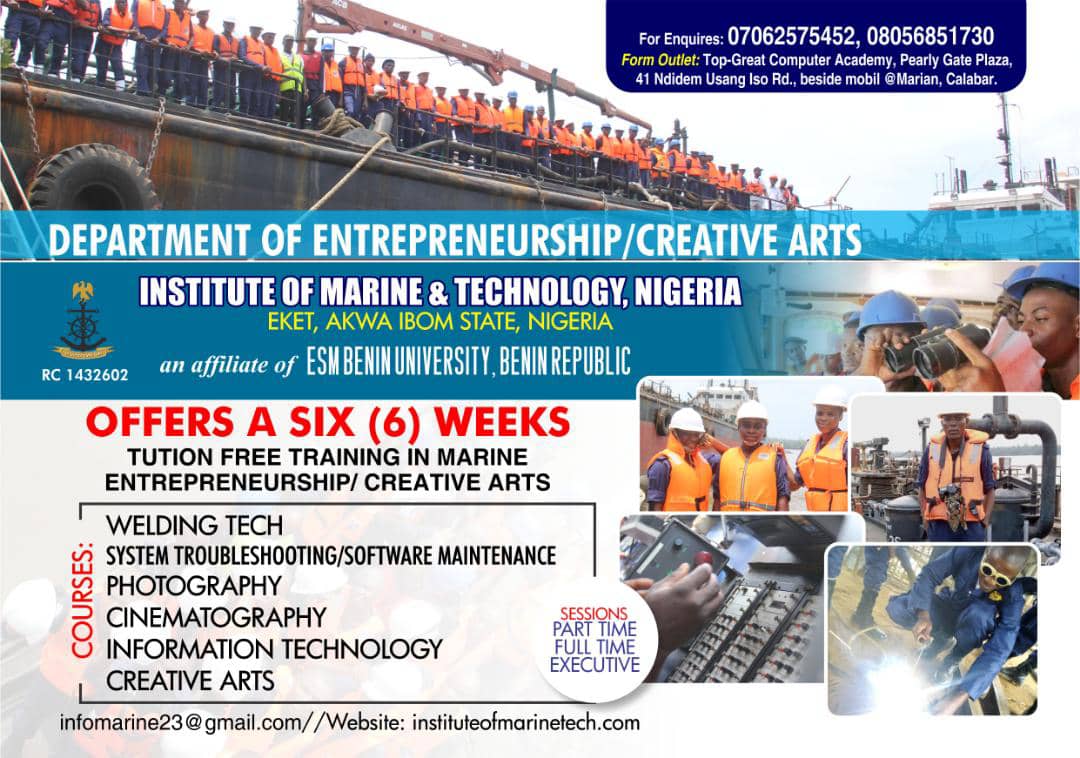 For Enquires: 07062575452, 08056851730
Form Outlet: Top-Great Computer Academy, Pearly Gate Plaza,
41 Ndidem Usang Iso Rd., beside mobil @Marian, Calabar.
DEPARTMENT OF ENTREPRENEURSHIP/CREATIVE ARTS
INSTITUTE OF MARINE & TECHNOLOGY, NIGERIA
EKET, AKWA IBOM STATE, NIGERIA
RC 1432602
an affiliate of ESM BENIN UNIVERSITY, BENIN REPUBLIC
OFFERS A SIX (6) WEEKS
TUTION FREE TRAINING IN MARINE
ENTREPRENEURSHIP/ CREATIVE ARTS
COURSES:
WELDING TECH
SYSTEM TROUBLESHOOTING/SOFTWARE MAINTENANCE
PHOTOGRAPHY
CINEMATOGRAPHY
INFORMATION TECHNOLOGY
CREATIVE ARTS
SESSIONS
PART TIME
FULL TIME
EXECUTIVE
infomarine23@gmail.com//Website: instituteofmarinetech.com